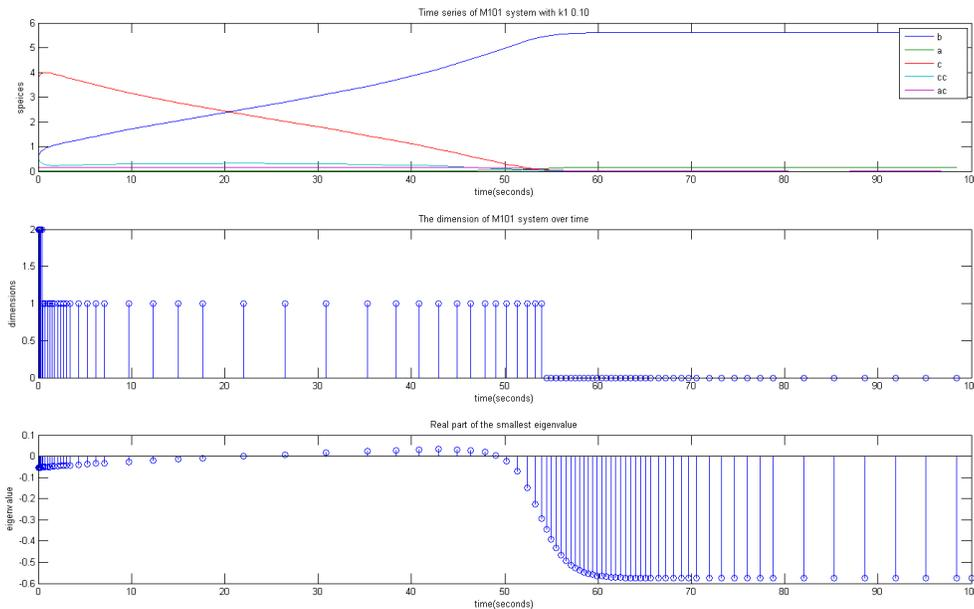 Time series of M101 system with k1 0.10
6
5
4
3
2
1
0
speices
b
a
c
cc
ac
0 10 20 30 40 50 60 70 80 90 10
time(seconds)
The dimension of M101 system over time
2
1.5
1
0.5
0
dimensions
0 10 20 30 40 50 60 70 80 90 10
time(seconds)
Real part of the smallest eigenvalue
0.1
0
-0.1
-0.2
-0.3
-0.4
-0.5
-0.6
eigenvalue
0 10 20 30 40 50 60 70 80 90 10
time(seconds)